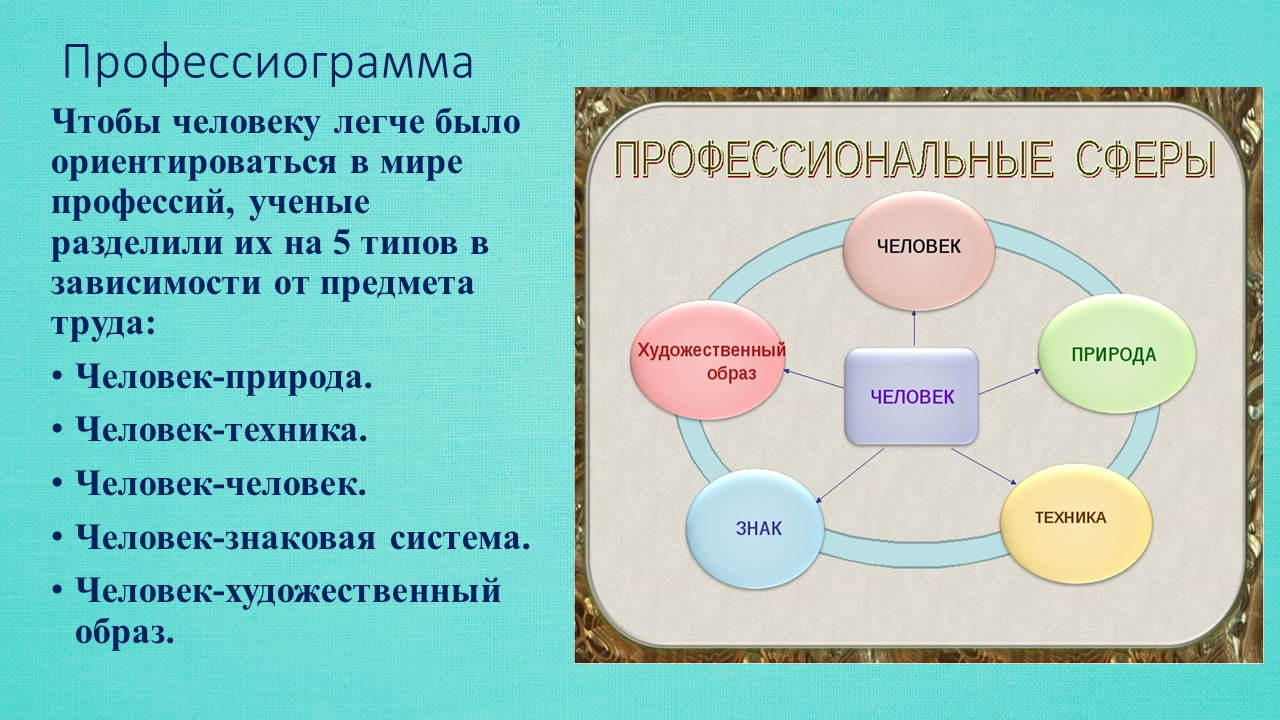 Профессиограмма
Чтобы человеку легче было
ориентироваться в мире
профессий, ученые
разделили их на 5 типов в
зависимости от предмета
труда:
• Человек-природа.
• Человек-техника.
• Человек-человек.
• Человек-знаковая система.
• Человек-художественный
образ.
ПРОФЕССИОНАЛЬНЫЕ СФЕРЫ
ЧЕЛОВЕК
Художественный
образ
ПРИРОДА
ЧЕЛОВЕК
ЗНАК
ТЕХНИКА